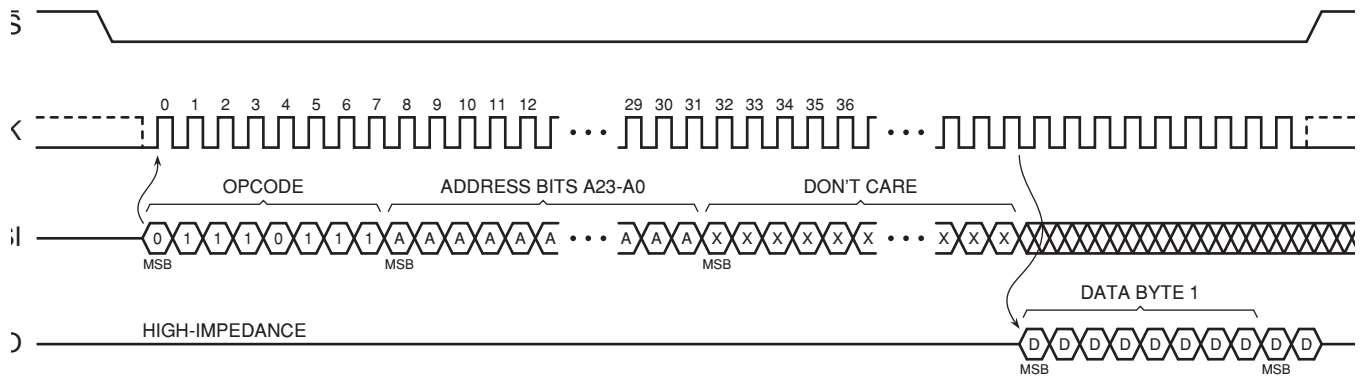 S
0 1 2 3 4 5 6 7 8 9 10 11 12 29 30 31 32 33 34 35 36
OPCODE ADDRESS BITS A23-A0 DON'T CARE
0 1 1 1 0 1 1 1 A A A A A A A A A X X X X X X X X X
MSB MSB MSB
DATA BYTE 1
HIGH-IMPEDANCE
D D D D D D D D D D
MSB MSB